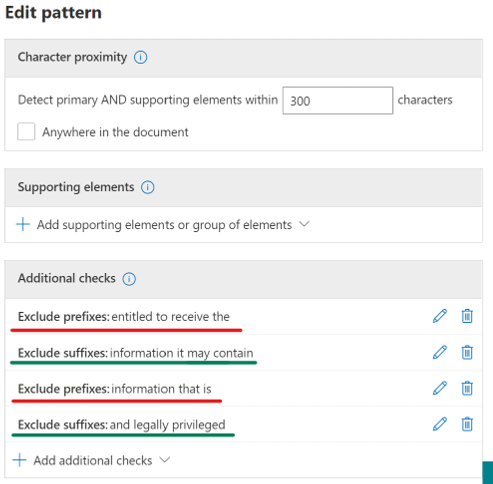 Edit pattern
Character proximity
Detect primary AND supporting elements within 300 characters
Anywhere in the document
Supporting elements
Add supporting elements or group of elements
Additional checks
Exclude prefixes: entitled to receive the
Exclude suffixes: information it may contain
Exclude prefixes: information that is
Exclude suffixes: and legally privileged
Add additional checks